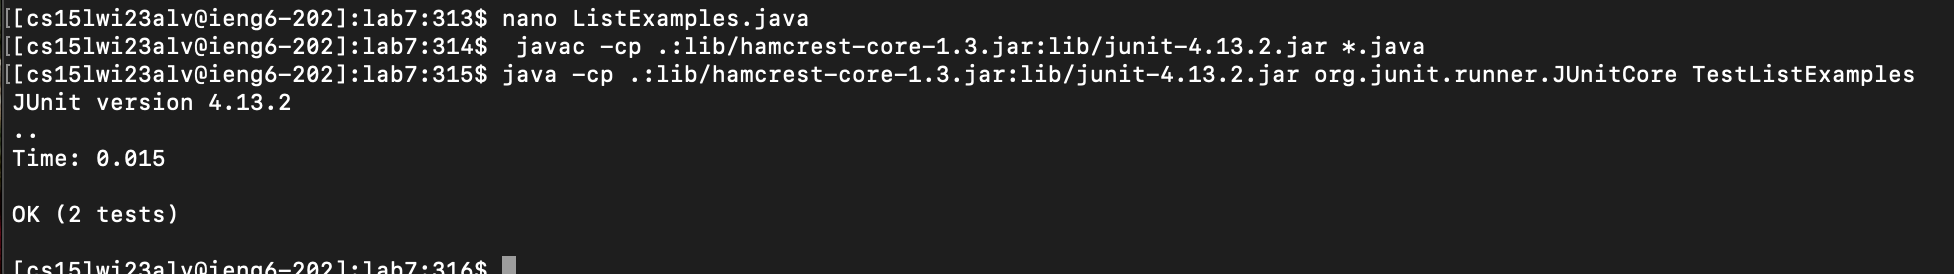 [[cs15lwi23alv@ieng6-202]:lab7:313$ nano ListExamples.java
[[cs15lwi23alv@ieng6-202]:lab7:314$  javac -cp .:lib/hamcrest-core-1.3.jar:lib/junit-4.13.2.jar *.java
[[cs15lwi23alv@ieng6-202]:lab7:315$ java -cp .:lib/hamcrest-core-1.3.jar:lib/junit-4.13.2.jar org.junit.runner.JUnitCore TestListExamples
JUnit version 4.13.2
..
Time: 0.015
OK (2 tests)
[cs15lwi23alv@ieng6-202]:lab7:316$